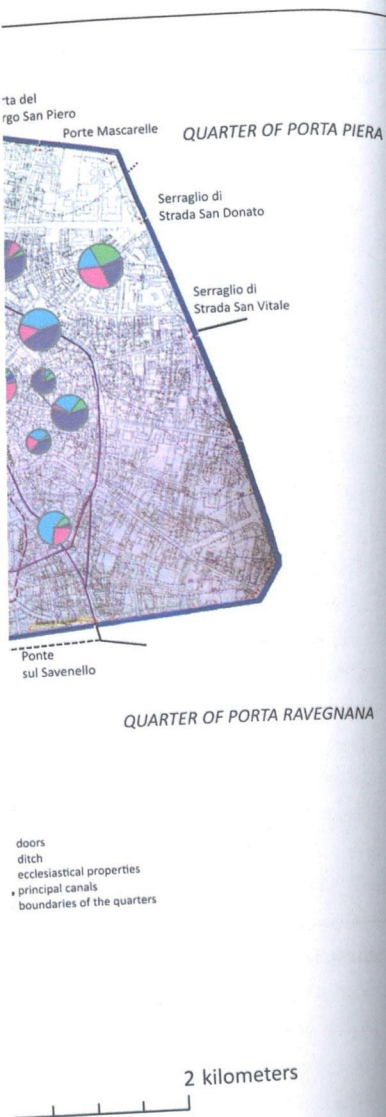 rta del
rgo San Piero
Porte Mascarelle
QUARTER OF PORTA PIERA
Serraglio di
Strada San Donato
Serraglio di
Strada San Vitale
Ponte
sul Savenello
QUARTER OF PORTA RAVEGNANA
doors
ditch
ecclesiastical properties
principal canals
boundaries of the quarters
2 kilometers